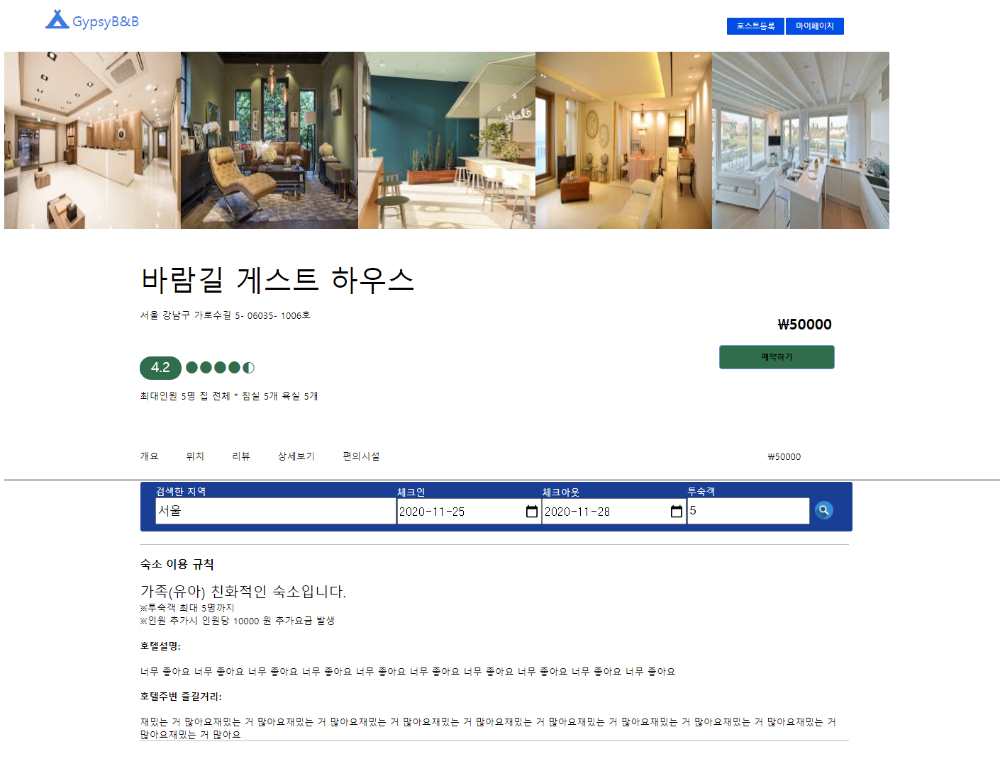 GypsyB&B
호스트등록 마이페이지
바람길 게스트 하우스
서울 강남구 가로수길 5- 06035- 1006호
₩50000
4.2
예약하기
최대인원 5명 집 전체 * 침실 5개 욕실 5개
개요 위치 리뷰 상세보기 편의시설 ₩50000
검색한 지역 체크인 체크아웃 투숙객
서울 2020-11-25 2020-11-28 5
숙소 이용 규칙
가족(유아) 친화적인 숙소입니다.
※투숙객 최대 5명까지
※인원 추가시 인원당 10000 원 추가요금 발생
호텔설명:
너무 좋아요 너무 좋아요 너무 좋아요 너무 좋아요 너무 좋아요 너무 좋아요 너무 좋아요 너무 좋아요 너무 좋아요 너무 좋아요
호텔주변 즐길거리:
재밌는 거 많아요재밌는 거 많아요재밌는 거 많아요재밌는 거 많아요재밌는 거 많아요재밌는 거 많아요재밌는 거 많아요재밌는 거 많아요재밌는 거 많아요재밌는 거
많아요재밌는 거 많아요